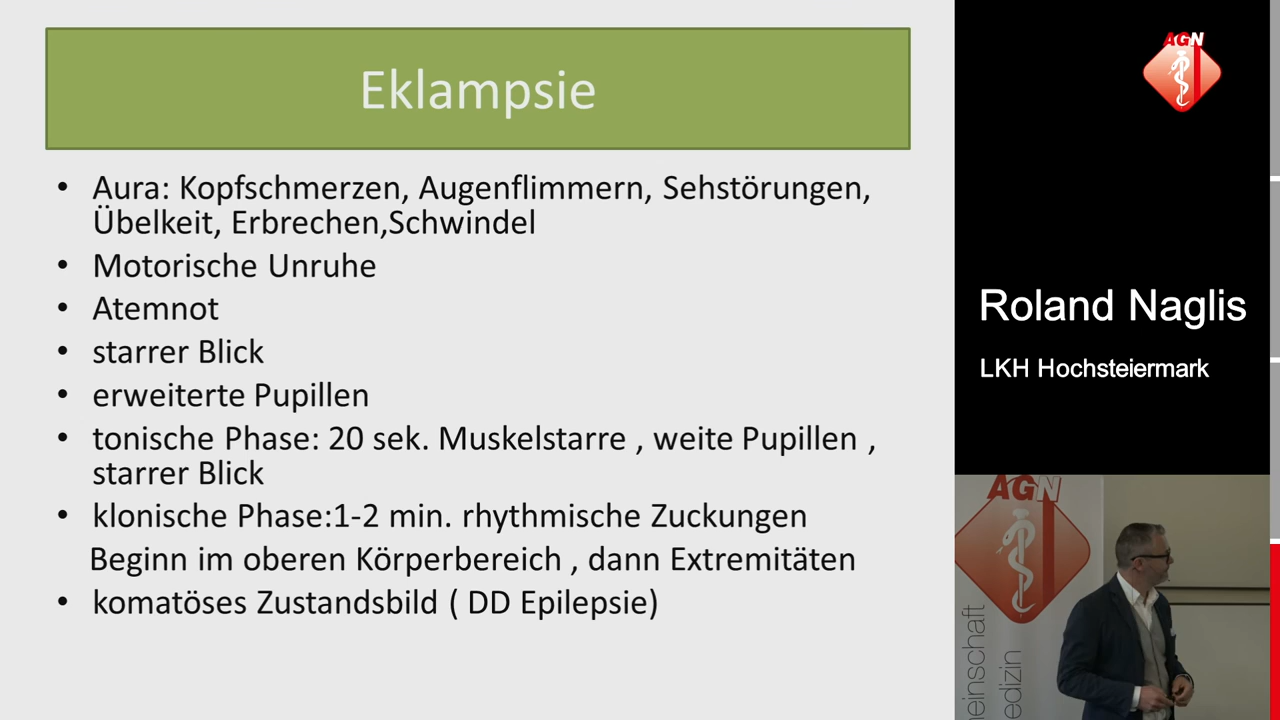 Eklampsie
• Aura: Kopfschmerzen, Augenflimmern, Sehstörungen,
Übelkeit, Erbrechen,Schwindel
• Motorische Unruhe
• Atemnot
• starrer Blick
• erweiterte Pupillen
• tonische Phase: 20 sek. Muskelstarre , weite Pupillen ,
starrer Blick
• klonische Phase:1-2 min. rhythmische Zuckungen
Beginn im oberen Körperbereich , dann Extremitäten
• komatöses Zustandsbild ( DD Epilepsie)
AGN
Roland Naglis
LKH Hochsteiermark
AGN
einschaft
edizin